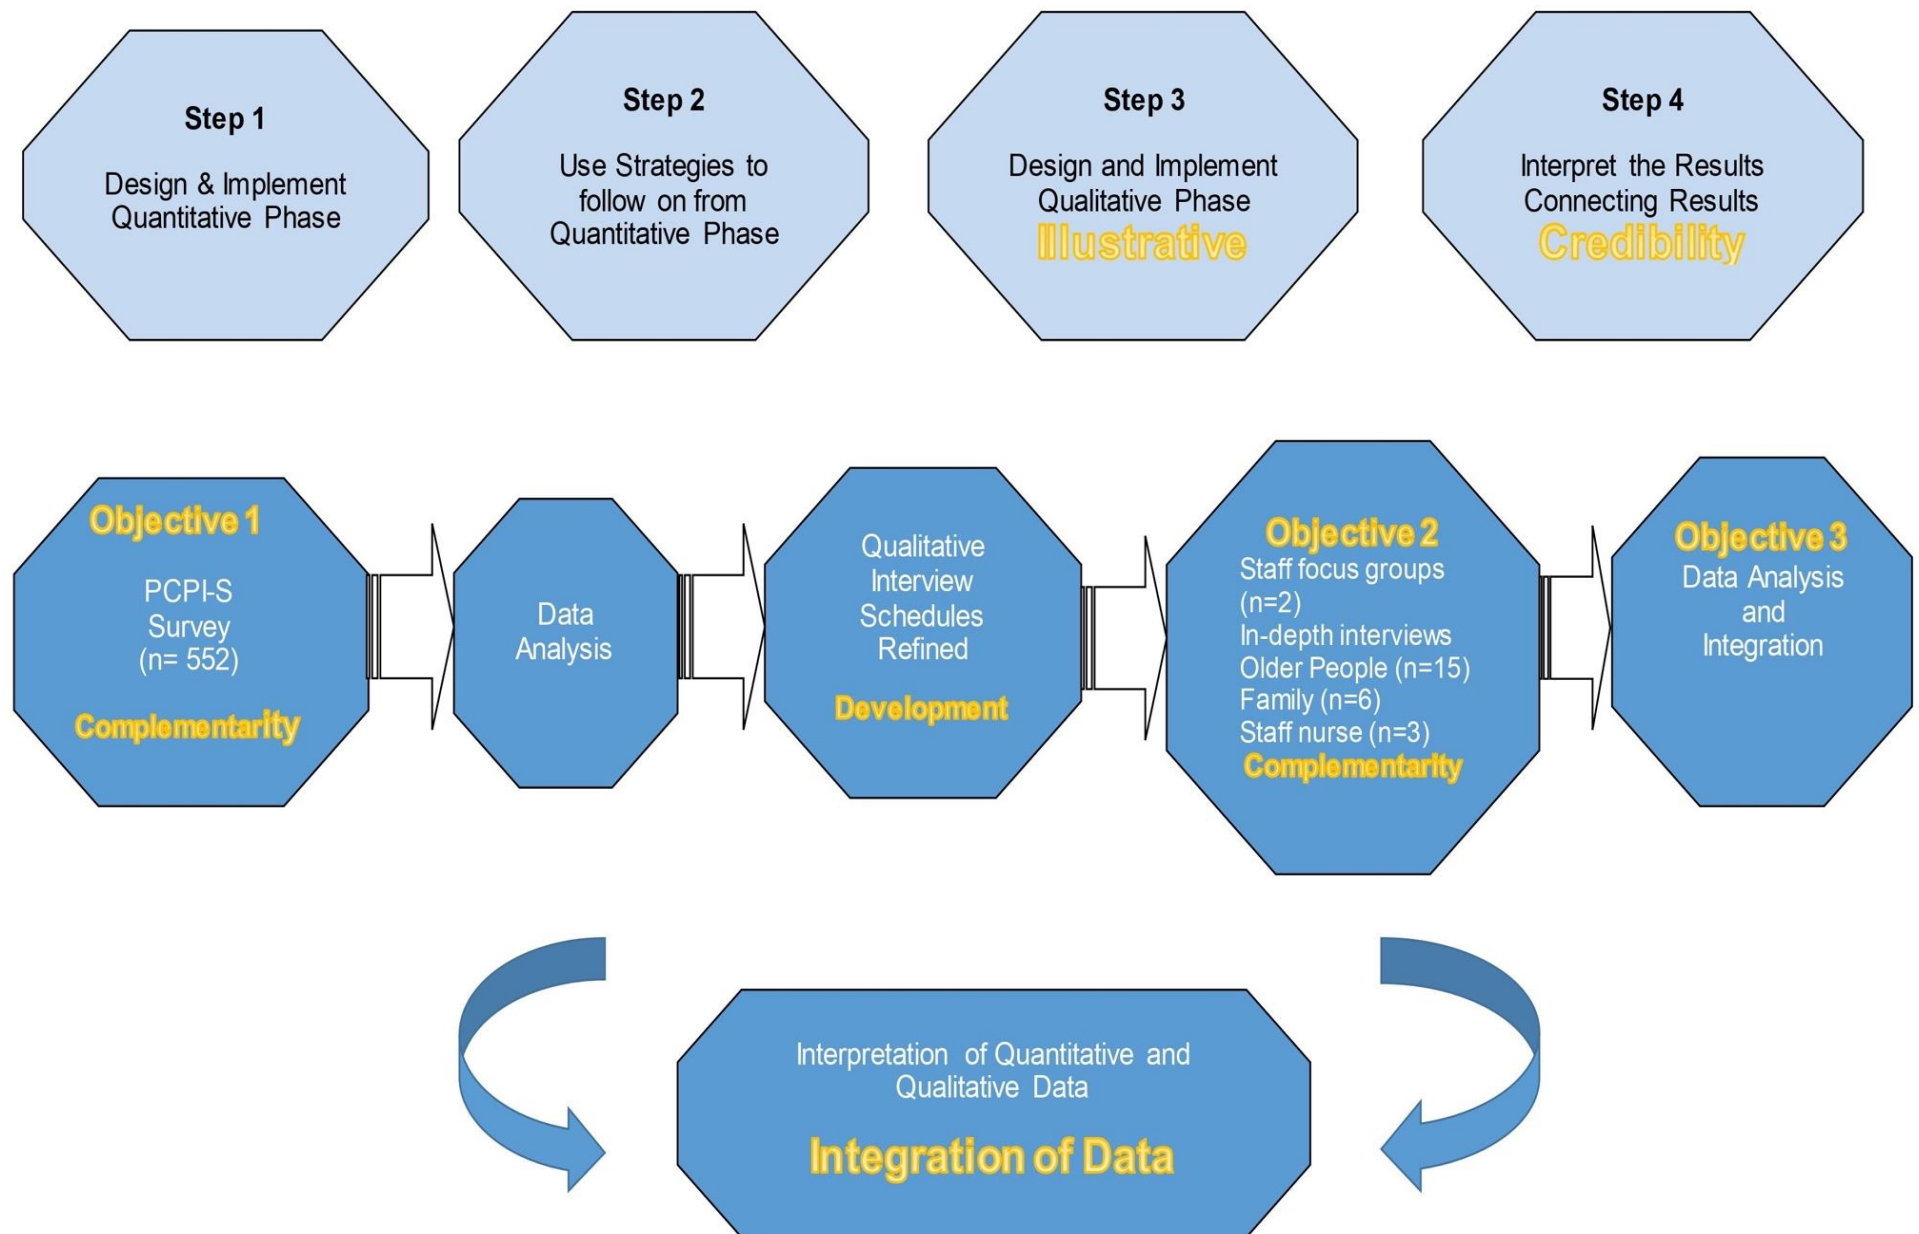 Step 1
Design & Implement
Quantitative Phase
Step 2
Use Strategies to
follow on from
Quantitative Phase
Step 3
Design and Implement
Qualitative Phase
Illustrative
Step 4
Interpret the Results
Connecting Results
Credibility
Objective 1
PCPI-S
Survey
(n= 552)
Complementarity
Data
Analysis
Qualitative
Interview
Schedules
Refined
Development
Objective 2
Staff focus groups
(n=2)
In-depth interviews
Older People (n=15)
Family (n=6)
Staff nurse (n=3)
Complementarity
Objective 3
Data Analysis
and
Integration
Interpretation of Quantitative and
Qualitative Data
Integration of Data